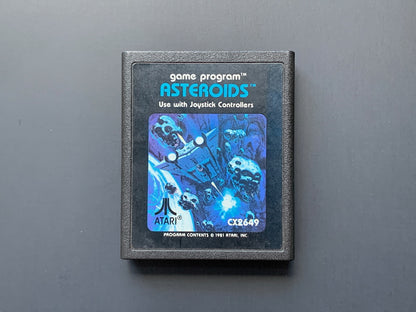 game program™
ASTEROIDS™
Use with Joystick Controllers
ATARI®
CX2649
PROGRAM CONTENTS © 1981 ATARI, INC.